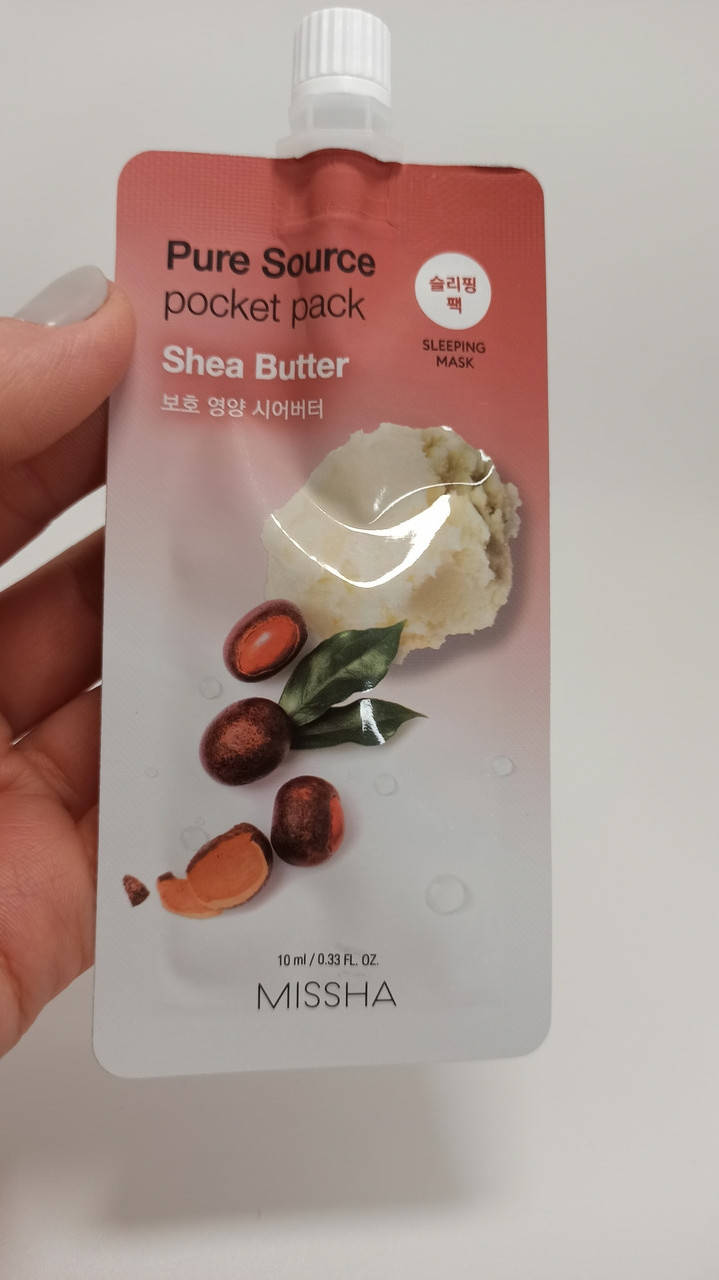 Pure Source
pocket pack
Shea Butter
보호 영양 시어버터
슬리핑
팩
SLEEPING
MASK
10 ml / 0.33 FL. OZ.
MISSHA